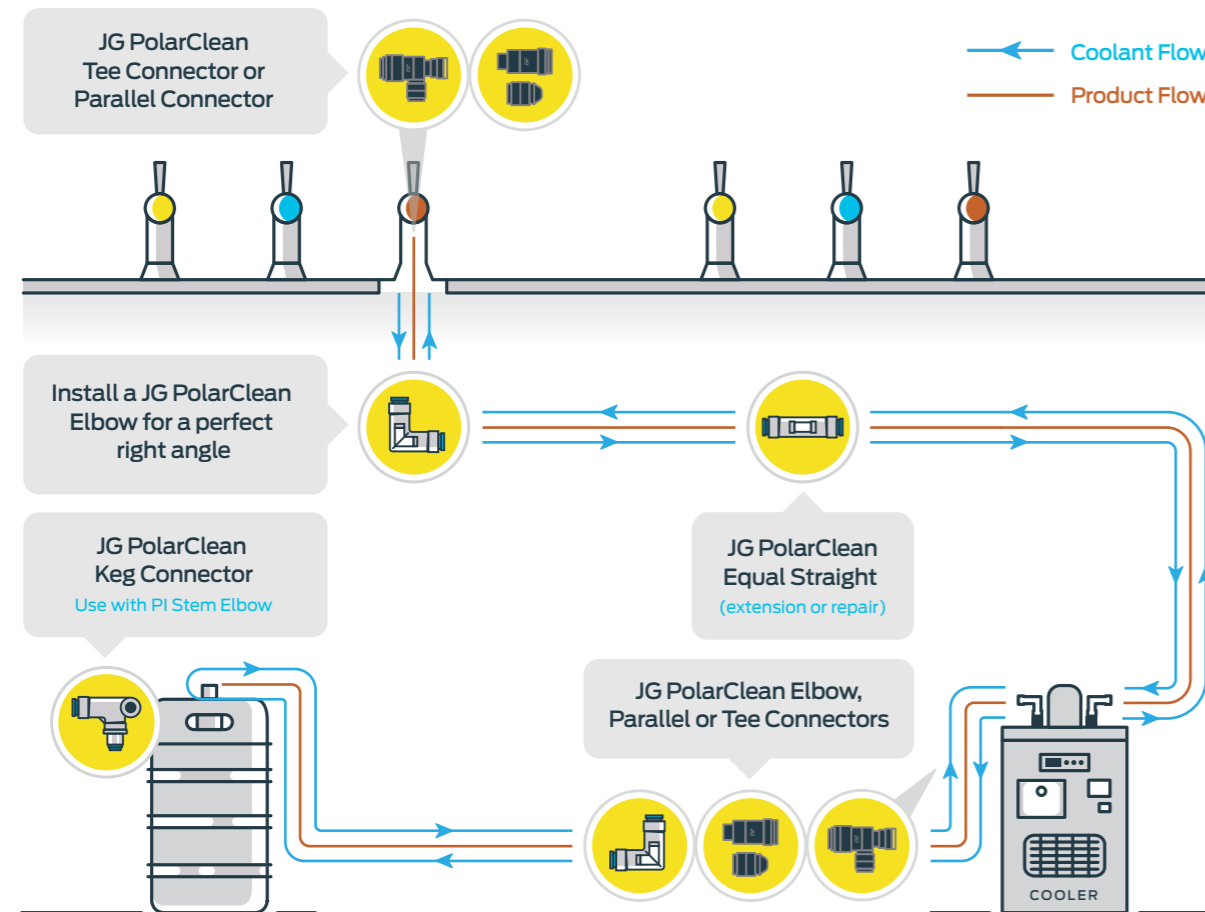 JG PolarClean
Tee Connector or
Parallel Connector
Coolant Flow
Product Flow
Install a JG PolarClean
Elbow for a perfect
right angle
JG PolarClean
Keg Connector
Use with PI Stem Elbow
JG PolarClean
Equal Straight
(extension or repair)
JG PolarClean Elbow,
Parallel or Tee Connectors
COOLER